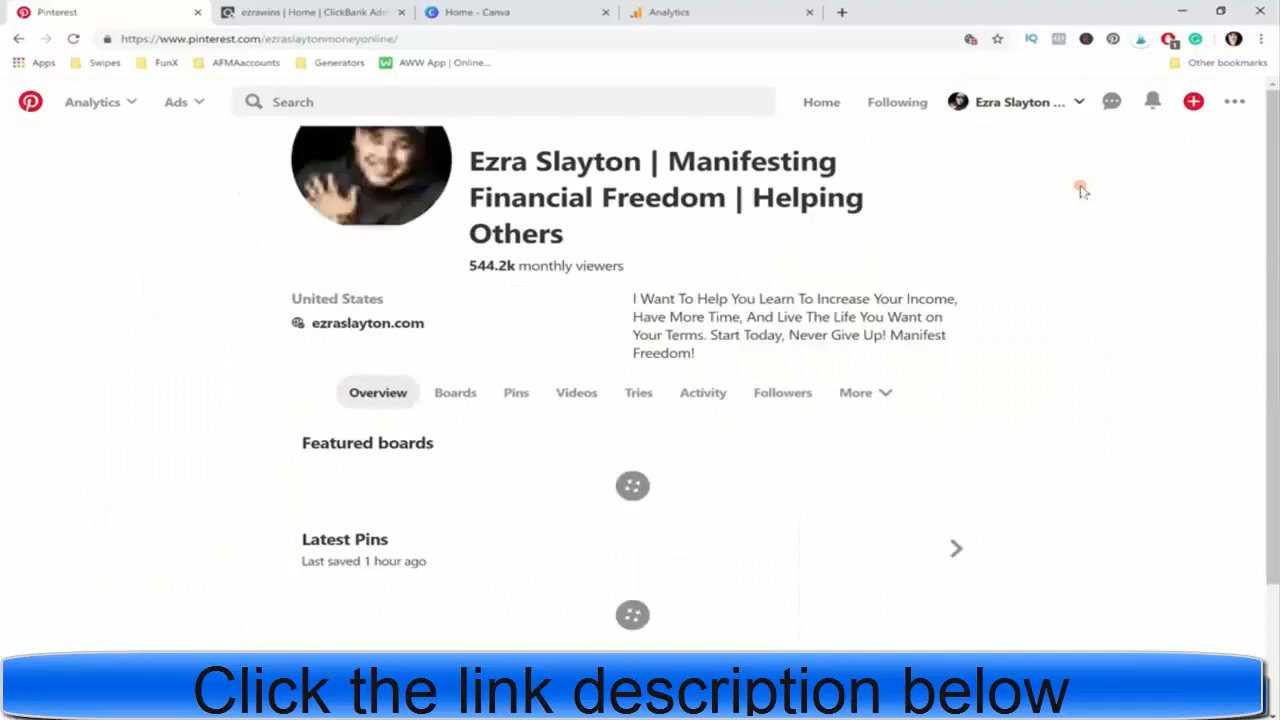 Pinterest
ezrawins | Home | ClickBank Adm
Home - Canva
Analytics
https://www.pinterest.com/ezraslaytonmoneyonline/
IQ
1
Apps
Swipes
FunX
AFMAaccounts
Generators
AWW App | Online...
Other bookmarks
Analytics
Ads
Search
Home
Following
Ezra Slayton ...
Ezra Slayton | Manifesting
Financial Freedom | Helping
Others
544.2k monthly viewers
United States
ezraslayton.com
I Want To Help You Learn To Increase Your Income,
Have More Time, And Live The Life You Want on
Your Terms. Start Today, Never Give Up! Manifest
Freedom!
Overview
Boards
Pins
Videos
Tries
Activity
Followers
More
Featured boards
Latest Pins
Last saved 1 hour ago
Click the link description below